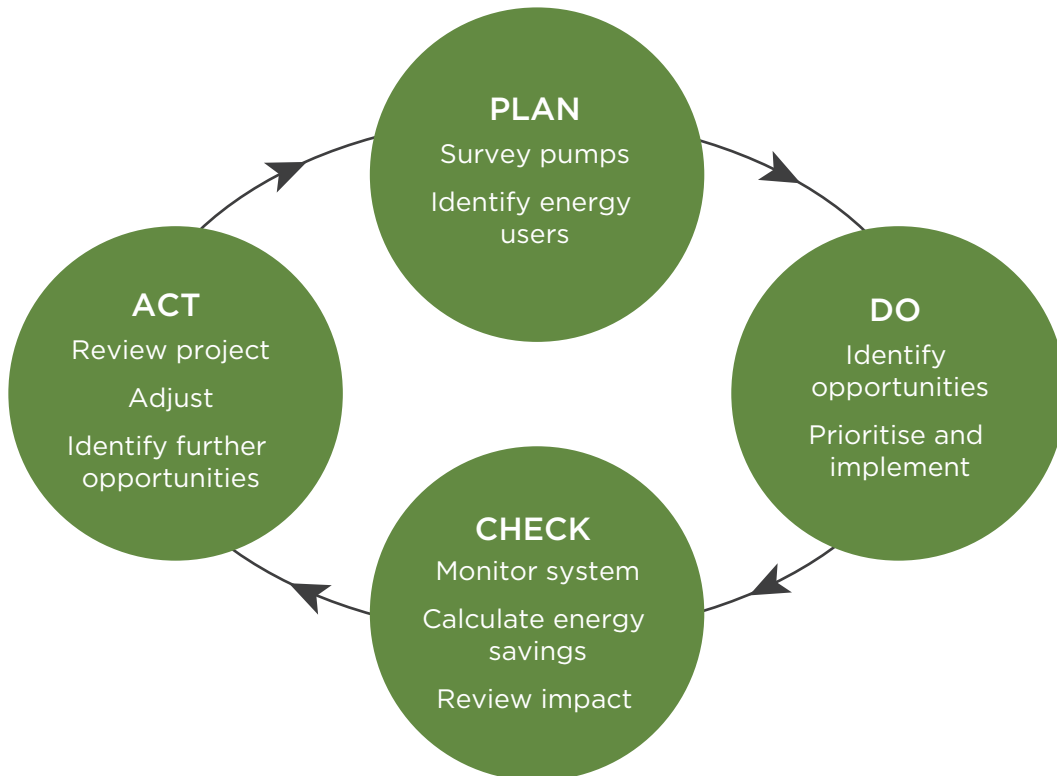 PLAN
Survey pumps
Identify energy
users
DO
Identify
opportunities
Prioritise and
implement
CHECK
Monitor system
Calculate energy
savings
Review impact
ACT
Review project
Adjust
Identify further
opportunities